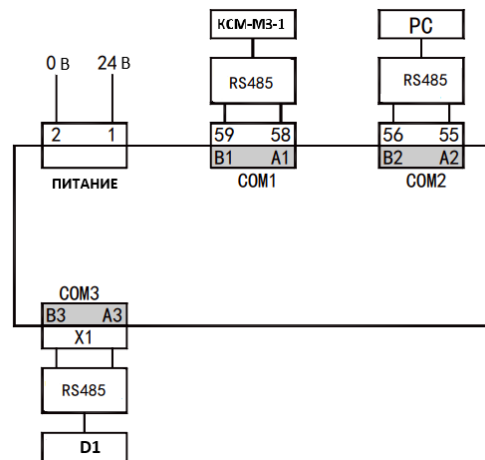 КСМ-МЗ-1
PC
0 В 24 В
RS485
RS485
2 1
59 58
56 55
B1 A1
B2 A2
ПИТАНИЕ
COM1
COM2
COM3
B3 A3
X1
RS485
D1